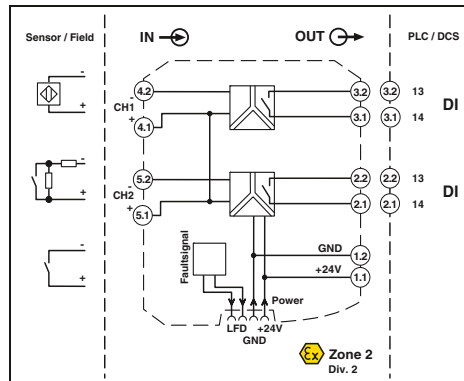 Sensor / Field
IN
OUT
PLC / DCS
-
+
4.2
-
CH1
+
4.1
3.2
3.1
3.2
3.1
13
14
DI
-
+
5.2
-
CH2
+
5.1
2.2
2.1
2.2
2.1
13
14
DI
-
+
Faultsignal
GND
1.2
+24V
1.1
Power
LFD
+24V
GND
Ex
Zone 2
Div. 2